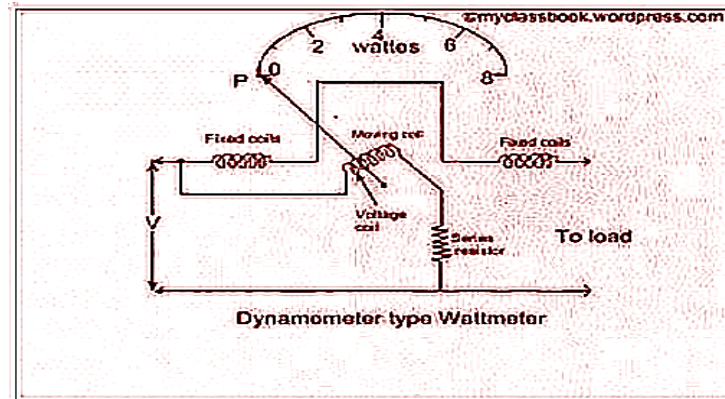 ©myclassbook.wordpress.com
0 2 4 6 8
wattos
P
Fixed coils
Moving coil
Fixed coils
Voltage
coil
V
Series
resistor
To load
Dynamometer type Wattmeter